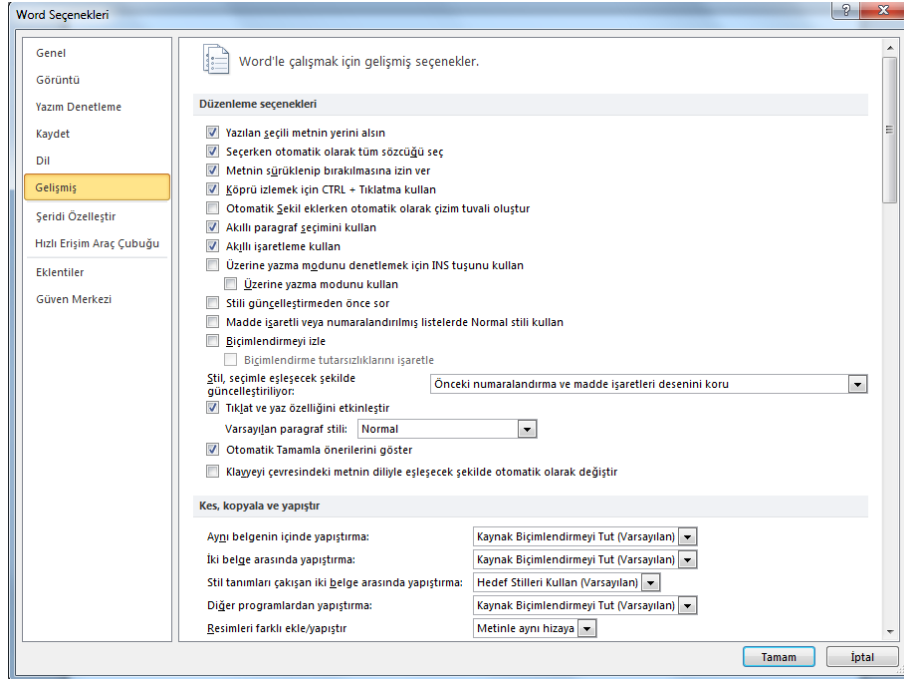 Word Seçenekleri
Genel
Görüntü
Yazım Denetleme
Kaydet
Dil
Gelişmiş
Şeridi Özelleştir
Hızlı Erişim Araç Çubuğu
Eklentiler
Güven Merkezi
Word'le çalışmak için gelişmiş seçenekler.
Düzenleme seçenekleri
Yazılan seçili metnin yerini alsın
Seçerken otomatik olarak tüm sözcüğü seç
Metnin sürüklenip bırakılmasına izin ver
Köprü izlemek için CTRL + Tıklatma kullan
Otomatik Şekil eklerken otomatik olarak çizim tuvali oluştur
Akıllı paragraf seçimini kullan
Akıllı işaretleme kullan
Üzerine yazma modunu denetlemek için INS tuşunu kullan
Üzerine yazma modunu kullan
Stili güncelleştirmeden önce sor
Madde işaretli veya numaralandırılmış listelerde Normal stili kullan
Biçimlendirmeyi izle
Biçimlendirme tutarsızlıklarını işaretle
Stil, seçimle eşleşecek şekilde
güncelleştiriliyor:
Önceki numaralandırma ve madde işaretleri desenini koru
Tıklat ve yaz özelliğini etkinleştir
Varsayılan paragraf stili: Normal
Otomatik Tamamla önerilerini göster
Klavyeyi çevresindeki metnin diliyle eşleşecek şekilde otomatik olarak değiştir
Kes, kopyala ve yapıştır
Aynı belgenin içinde yapıştırma: Kaynak Biçimlendirmeyi Tut (Varsayılan)
İki belge arasında yapıştırma: Kaynak Biçimlendirmeyi Tut (Varsayılan)
Stil tanımları çakışan iki belge arasında yapıştırma: Hedef Stilleri Kullan (Varsayılan)
Diğer programlardan yapıştırma: Kaynak Biçimlendirmeyi Tut (Varsayılan)
Resimleri farklı ekle/yapıştır Metinle aynı hizaya
Tamam İptal